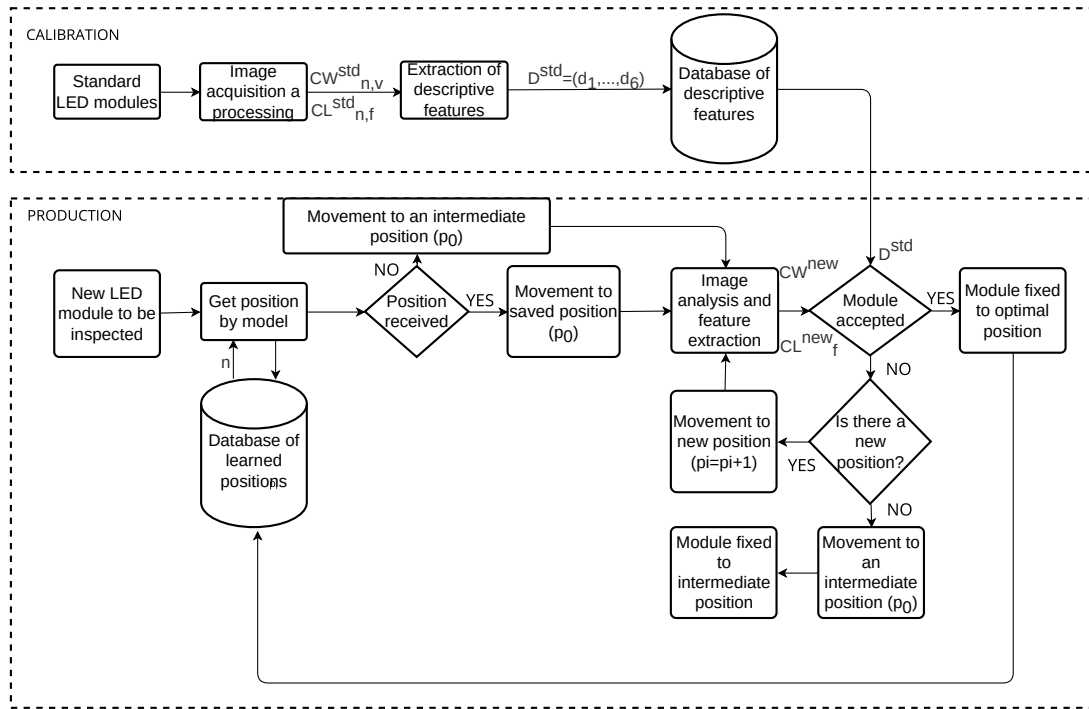 CALIBRATION
Standard
LED modules
Image
acquisition a
processing
CW^std_n,v
CL^std_n,f
Extraction of
descriptive
features
D^std=(d_1,...,d_6)
Database of
descriptive
features
PRODUCTION
Movement to an intermediate
position (p_0)
NO
New LED
module to be
inspected
Get position
by model
n
Database of
learned
positions
Position
received
YES
Movement to
saved position
(p_0)
Image
analysis and
feature
extraction
CW^new
CL^new_f
D^std
Module
accepted
YES
Module fixed
to optimal
position
NO
Is there a
new
position?
YES
Movement to
new position
(pi=pi+1)
NO
Movement to
an
intermediate
position (p_0)
Module fixed
to
intermediate
position